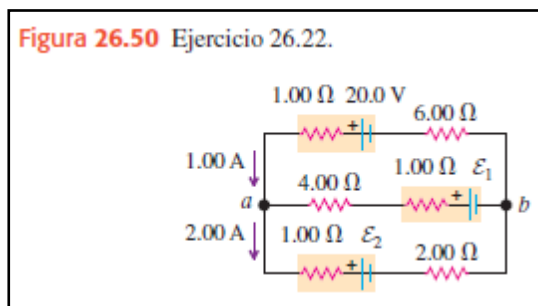 Figura 26.50 Ejercicio 26.22.
1.00 Ω 20.0 V
6.00 Ω
+
1.00 A
1.00 Ω ℰ1
4.00 Ω
+
a
b
2.00 A
1.00 Ω ℰ2
2.00 Ω
+